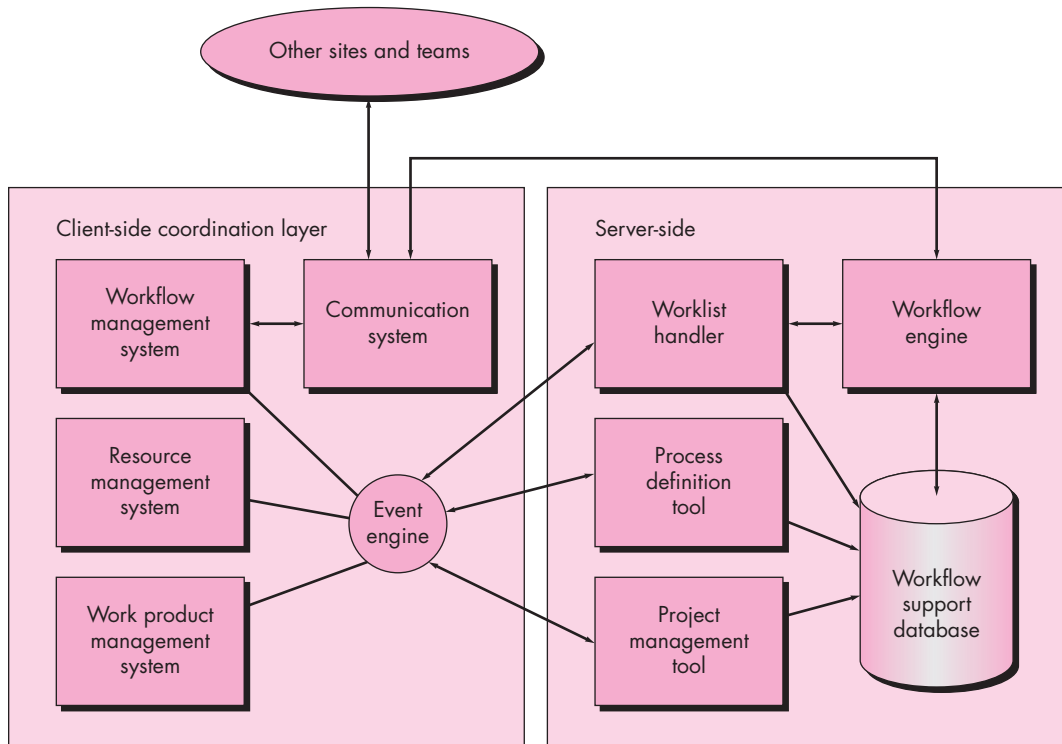 Other sites and teams
Client-side coordination layer
Workflow
management
system
Communication
system
Resource
management
system
Event
engine
Work product
management
system
Server-side
Worklist
handler
Workflow
engine
Process
definition
tool
Project
management
tool
Workflow
support
database